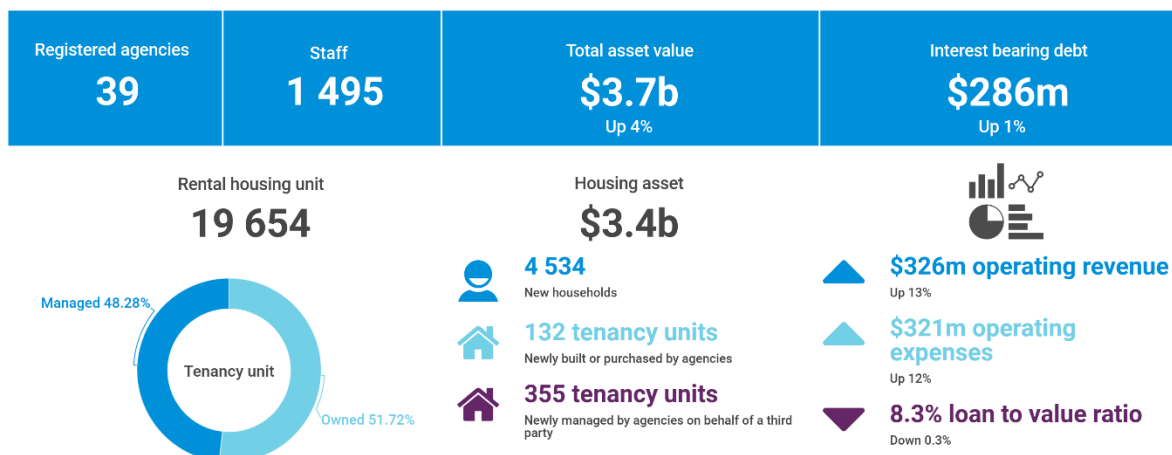 Registered agencies
39
Staff
1 495
Total asset value
$3.7b
Up 4%
Interest bearing debt
$286m
Up 1%
Rental housing unit
19 654
Managed 48.28%
Tenancy unit
Owned 51.72%
Housing asset
$3.4b
4 534
New households
132 tenancy units
Newly built or purchased by agencies
355 tenancy units
Newly managed by agencies on behalf of a third
party
$326m operating revenue
Up 13%
$321m operating
expenses
Up 12%
8.3% loan to value ratio
Down 0.3%